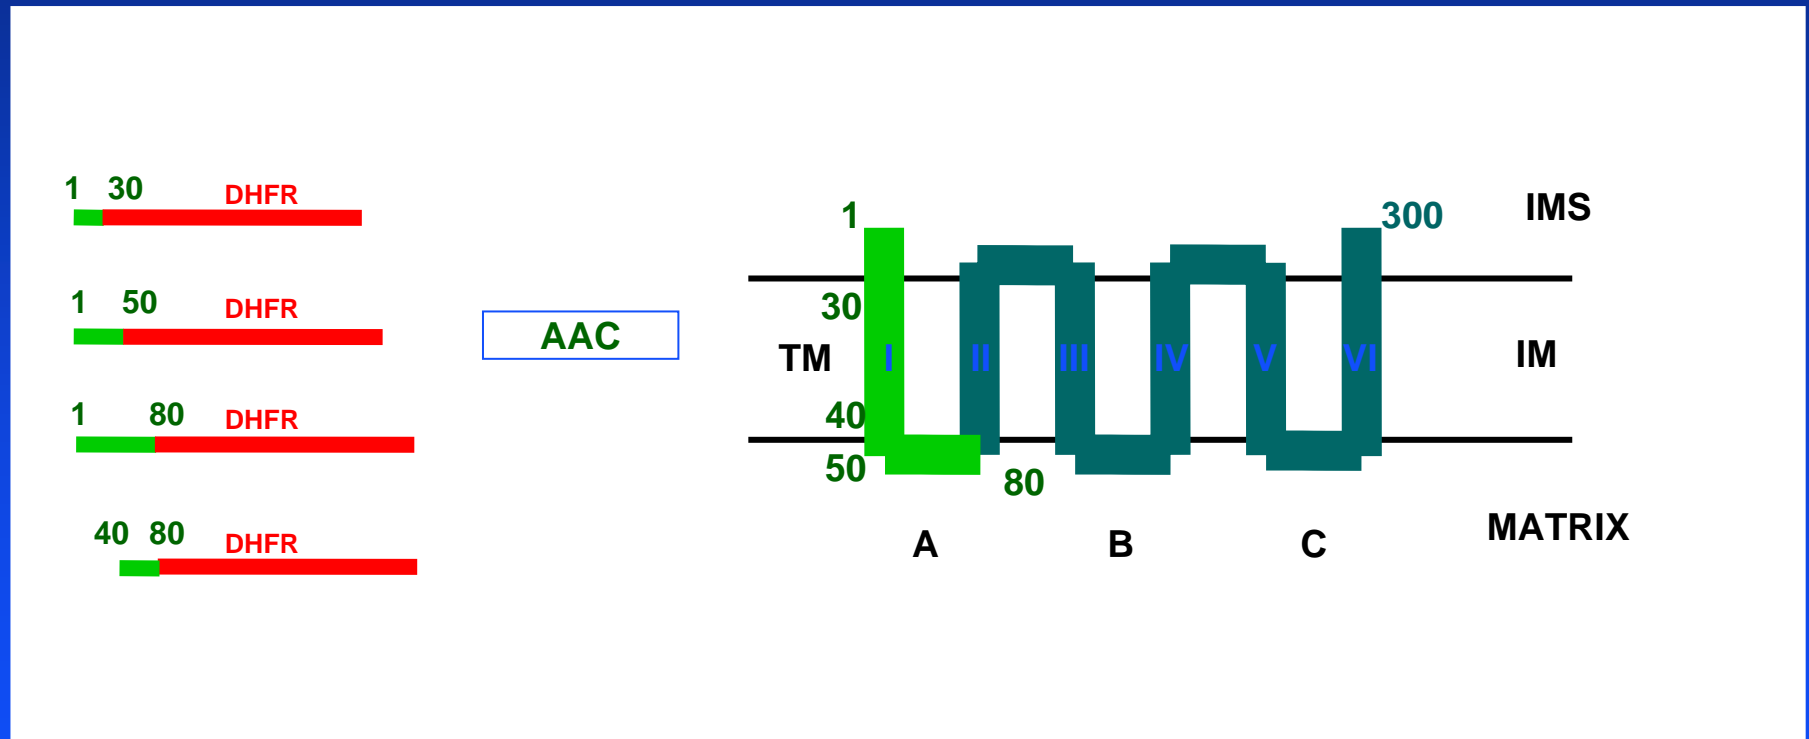 1 30 DHFR
1 50 DHFR
1 80 DHFR
40 80 DHFR
AAC
1 300 IMS
30
TM I II III IV V VI IM
40
50 80
A B C MATRIX